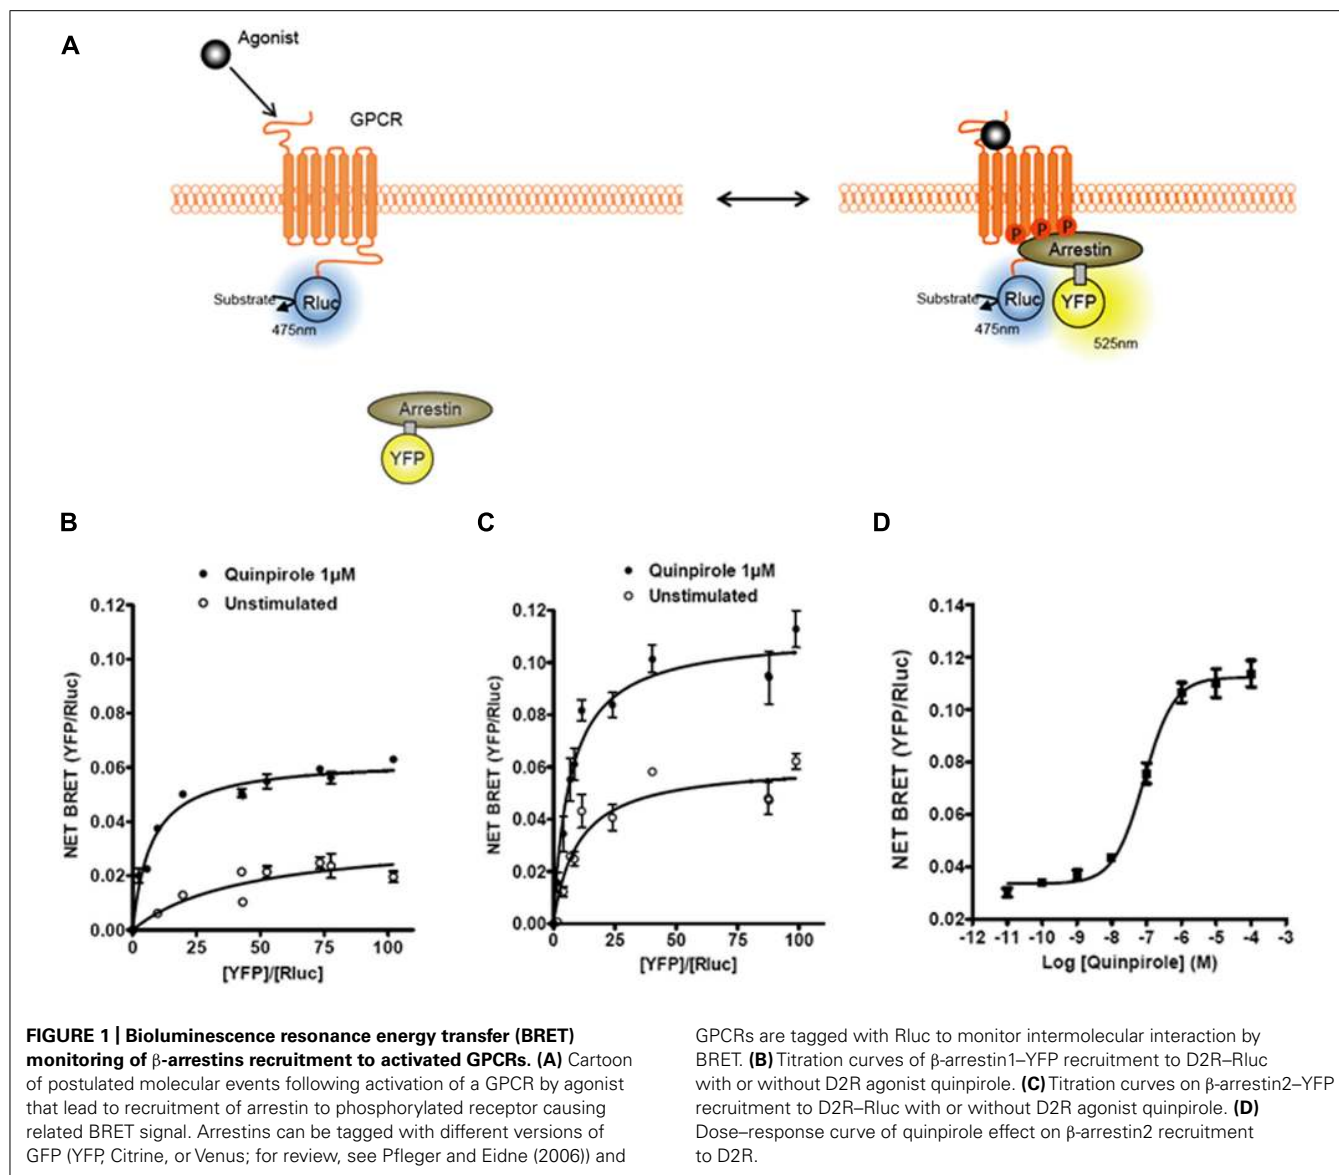 A
Agonist
GPCR
Substrate
Rluc
475nm
Arrestin
YFP
P P P
Arrestin
Substrate
Rluc
YFP
475nm
525nm
B
Quinpirole 1µM
Unstimulated
NET BRET (YFP/Rluc)
0.12
0.10
0.08
0.06
0.04
0.02
0.00
0 25 50 75 100
[YFP]/[Rluc]
C
Quinpirole 1µM
Unstimulated
NET BRET (YFP/Rluc)
0.12
0.10
0.08
0.06
0.04
0.02
0.00
0 25 50 75 100
[YFP]/[Rluc]
D
NET BRET (YFP/Rluc)
0.14
0.12
0.10
0.08
0.06
0.04
0.02
-12 -11 -10 -9 -8 -7 -6 -5 -4 -3
Log [Quinpirole] (M)
FIGURE 1 | Bioluminescence resonance energy transfer (BRET)
monitoring of β-arrestins recruitment to activated GPCRs. (A) Cartoon
of postulated molecular events following activation of a GPCR by agonist
that lead to recruitment of arrestin to phosphorylated receptor causing
related BRET signal. Arrestins can be tagged with different versions of
GFP (YFP, Citrine, or Venus; for review, see Pfleger and Eidne (2006)) and
GPCRs are tagged with Rluc to monitor intermolecular interaction by
BRET. (B) Titration curves of β-arrestin1–YFP recruitment to D2R–Rluc
with or without D2R agonist quinpirole. (C) Titration curves on β-arrestin2–YFP
recruitment to D2R–Rluc with or without D2R agonist quinpirole. (D)
Dose–response curve of quinpirole effect on β-arrestin2 recruitment
to D2R.